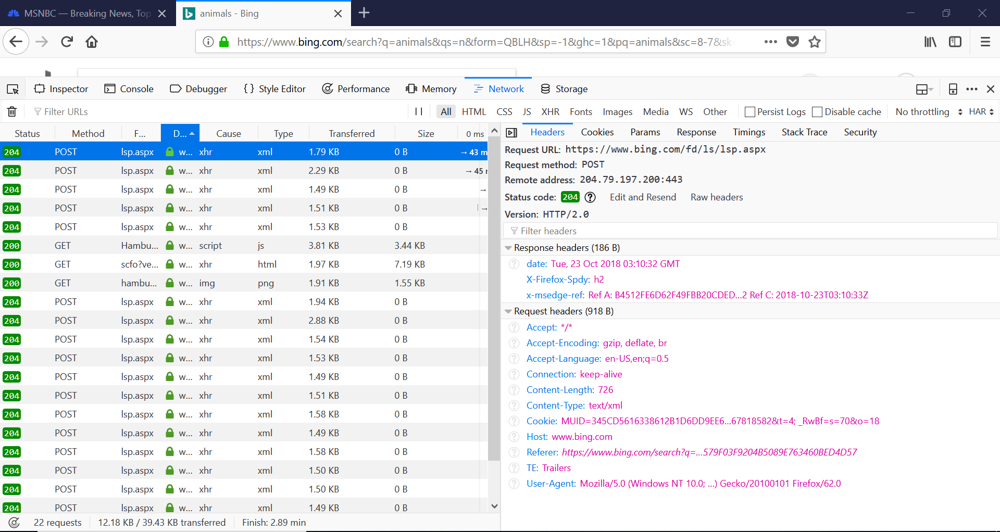 MSNBC — Breaking News, Top
animals - Bing
https://www.bing.com/search?q=animals&qs=n&form=QBLH&sp=-1&ghc=1&pq=animals&sc=8-7&sk=
Inspector Console Debugger { } Style Editor Performance Memory Network Storage
Filter URLs All HTML CSS JS XHR Fonts Images Media WS Other Persist Logs Disable cache No throttling HAR
Status Method F... D... Cause Type Transferred Size 0 ms
204 POST lsp.aspx w... xhr xml 1.79 KB 0 B → 43 m
204 POST lsp.aspx w... xhr xml 2.29 KB 0 B → 45
204 POST lsp.aspx w... xhr xml 1.49 KB 0 B →
204 POST lsp.aspx w... xhr xml 1.51 KB 0 B →
204 POST lsp.aspx w... xhr xml 1.53 KB 0 B
200 GET Hambu... w... script js 3.81 KB 3.44 KB
200 GET scfo?ve... w... xhr html 1.97 KB 7.19 KB
200 GET hambu... w... img png 1.91 KB 1.55 KB
204 POST lsp.aspx w... xhr xml 1.94 KB 0 B
204 POST lsp.aspx w... xhr xml 2.88 KB 0 B
204 POST lsp.aspx w... xhr xml 1.54 KB 0 B
204 POST lsp.aspx w... xhr xml 1.53 KB 0 B
204 POST lsp.aspx w... xhr xml 1.49 KB 0 B
204 POST lsp.aspx w... xhr xml 1.51 KB 0 B
204 POST lsp.aspx w... xhr xml 1.58 KB 0 B
204 POST lsp.aspx w... xhr xml 1.49 KB 0 B
204 POST lsp.aspx w... xhr xml 1.58 KB 0 B
204 POST lsp.aspx w... xhr xml 1.50 KB 0 B
204 POST lsp.aspx w... xhr xml 1.50 KB 0 B
204 POST lsp.aspx w... xhr xml 1.49 KB 0 B
22 requests 12.18 KB / 39.43 KB transferred Finish: 2.89 min
Headers Cookies Params Response Timings Stack Trace Security
Request URL: https://www.bing.com/fd/ls/lsp.aspx
Request method: POST
Remote address: 204.79.197.200:443
Status code: 204 Edit and Resend Raw headers
Version: HTTP/2.0
Filter headers
Response headers (186 B)
date: Tue, 23 Oct 2018 03:10:32 GMT
X-Firefox-Spdy: h2
x-msedge-ref: Ref A: B4512FE6D62F49FBB20CDED...2 Ref C: 2018-10-23T03:10:33Z
Request headers (918 B)
Accept: */*
Accept-Encoding: gzip, deflate, br
Accept-Language: en-US,en;q=0.5
Connection: keep-alive
Content-Length: 726
Content-Type: text/xml
Cookie: MUID=345CD5616338612B1D6DD9EE6...67818582&t=4; _RwBf=s=70&o=18
Host: www.bing.com
Referer: https://www.bing.com/search?q=...579F03F9204B5089E763460BED4D57
TE: Trailers
User-Agent: Mozilla/5.0 (Windows NT 10.0; ...) Gecko/20100101 Firefox/62.0